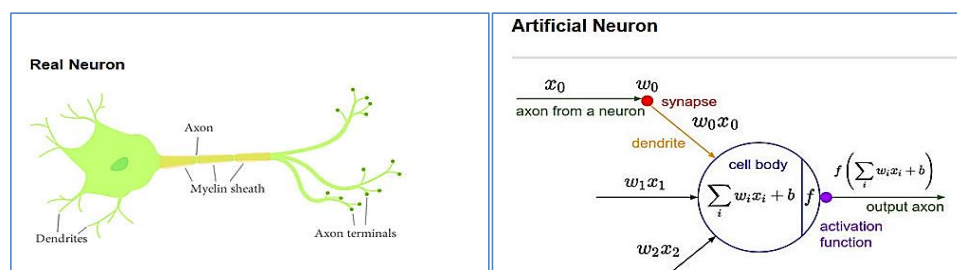 Real Neuron
Axon
Myelin sheath
Dendrites
Axon terminals
Artificial Neuron
x₀
w₀
axon from a neuron
synapse
w₀x₀
dendrite
cell body
f(∑ᵢ wᵢxᵢ + b)
w₁x₁
∑ᵢ wᵢxᵢ + b
f
output axon
activation
function
w₂x₂